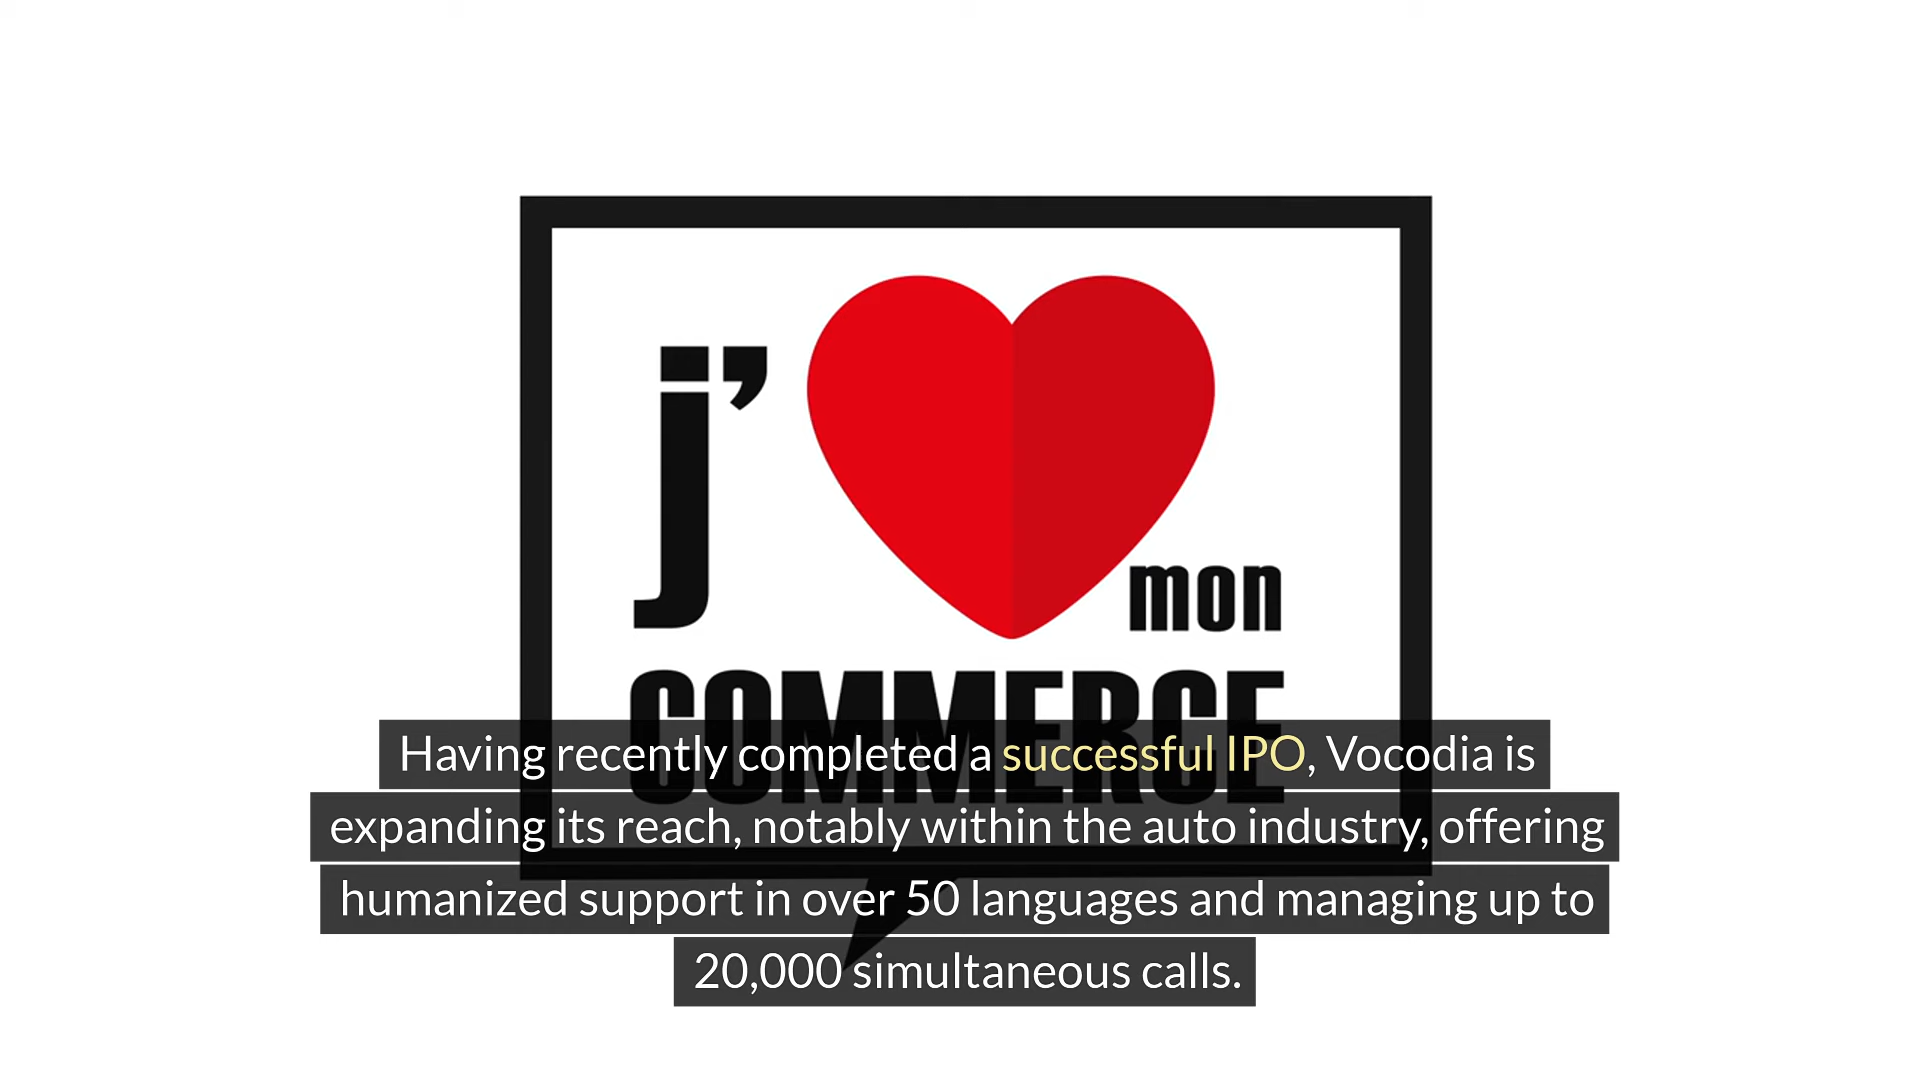 j’
mon
COMMERCE
Having recently completed a successful IPO, Vocodia is
expanding its reach, notably within the auto industry, offering
humanized support in over 50 languages and managing up to
20,000 simultaneous calls.